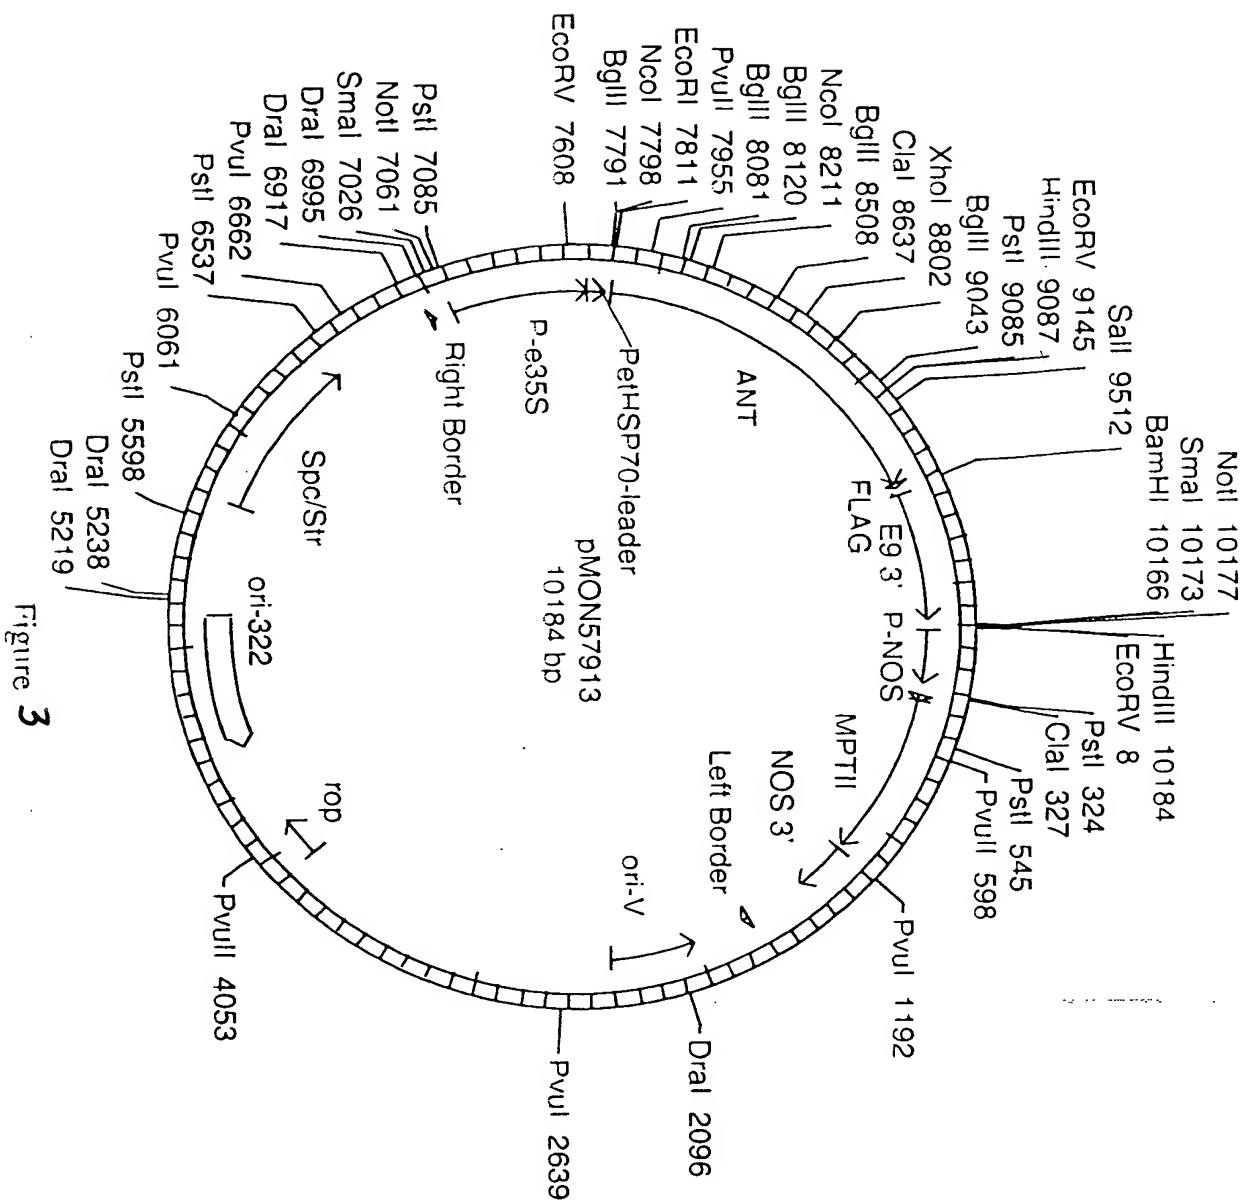 NotI 10177
SmaI 10173
BamHI 10166
SalI 9512
EcoRV 9145
HindIII 9087
PstI 9085
BglII 9043
XhoI 8802
ClaI 8637
BglII 8508
NcoI 8211
BglII 8120
BglII 8081
PvuII 7955
EcoRI 7811
NcoI 7798
BglII 7791
EcoRV 7608
PstI 7085
NotI 7061
SmaI 7026
DraI 6995
DraI 6917
PvuI 6662
PstI 6537
PvuI 6061
PstI 5598
DraI 5238
DraI 5219
HindIII 10184
EcoRV 8
PstI 324
ClaI 327
PstI 545
PvuII 598
PvuI 1192
DraI 2096
PvuI 2639
PvuII 4053
Right Border
P-e35S
PetHSP70-leader
ANT
FLAG
E9 3'
P-NOS
MPTII
NOS 3'
Left Border
ori-V
rop
ori-322
Spc/Str
pMON57913
10184 bp
Figure 3